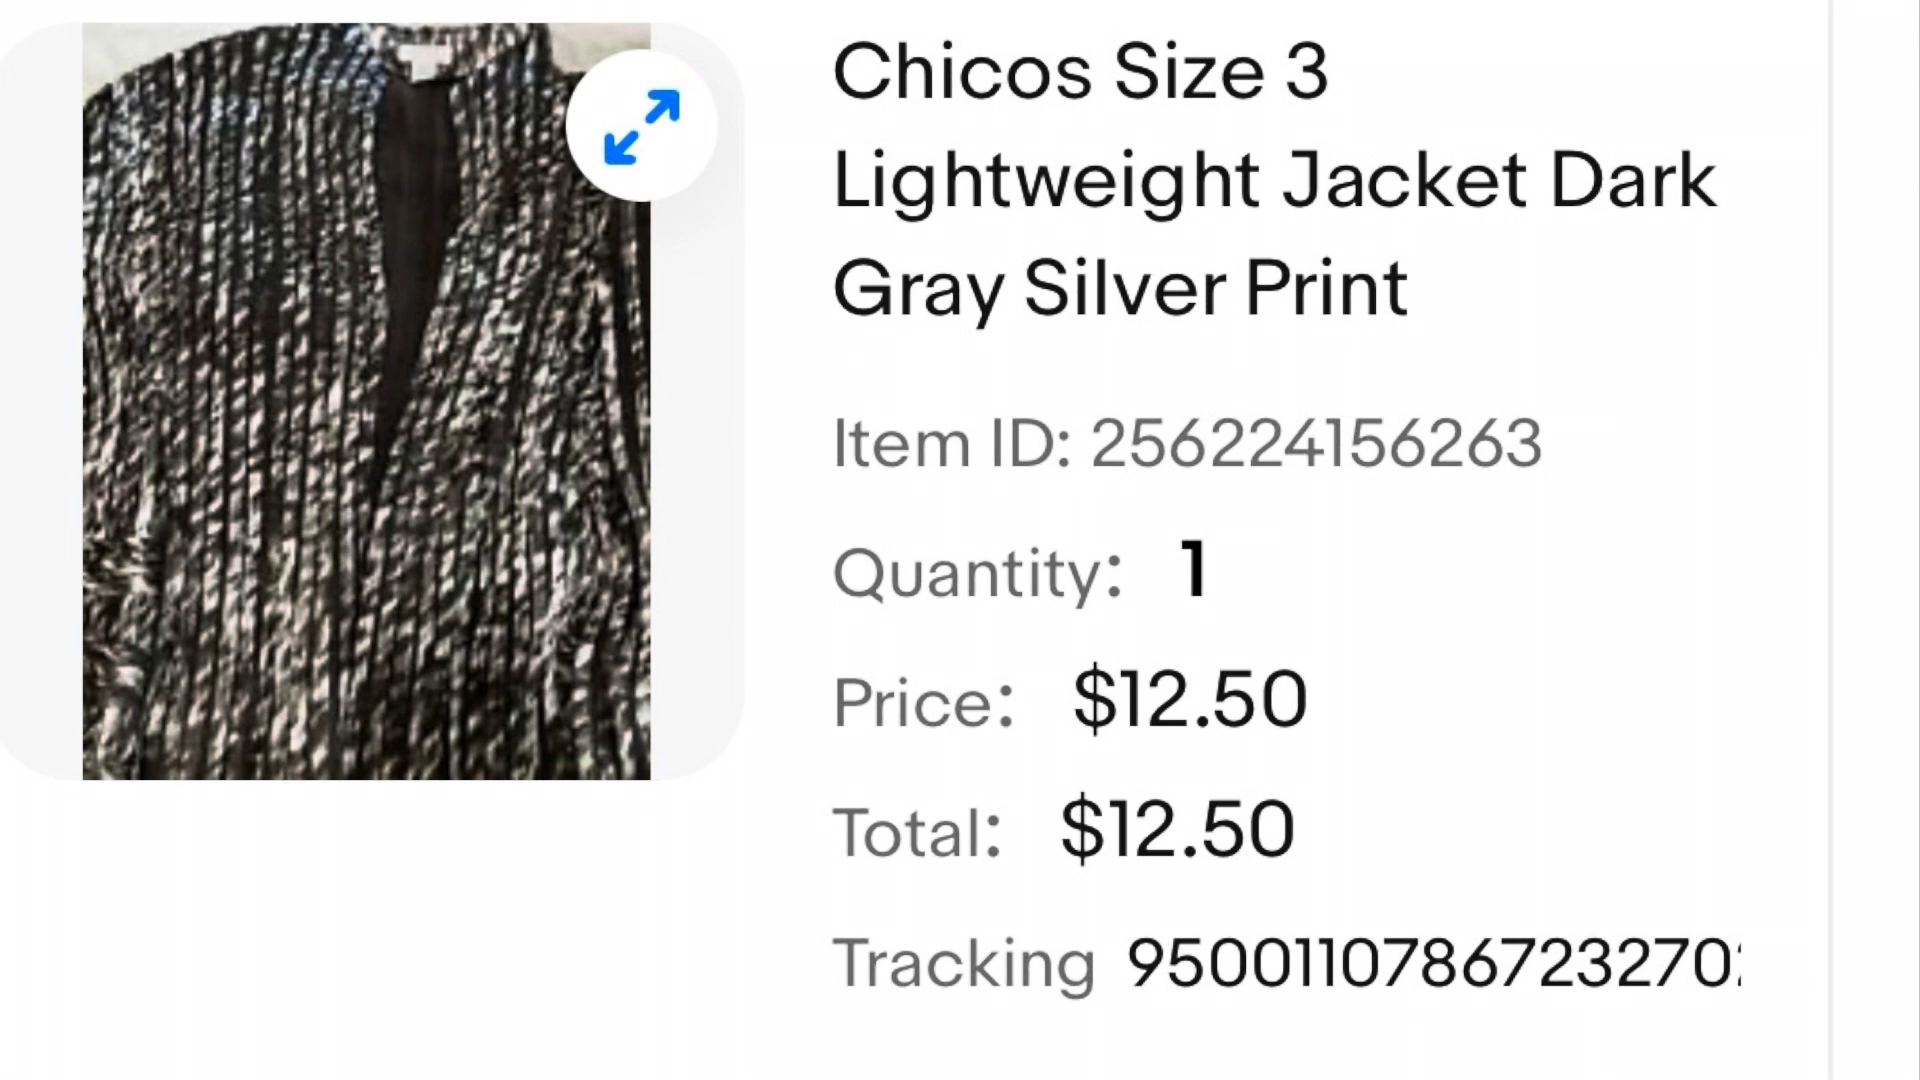 Chicos Size 3
Lightweight Jacket Dark
Gray Silver Print
Item ID: 256224156263
Quantity: 1
Price: $12.50
Total: $12.50
Tracking 9500110786723270